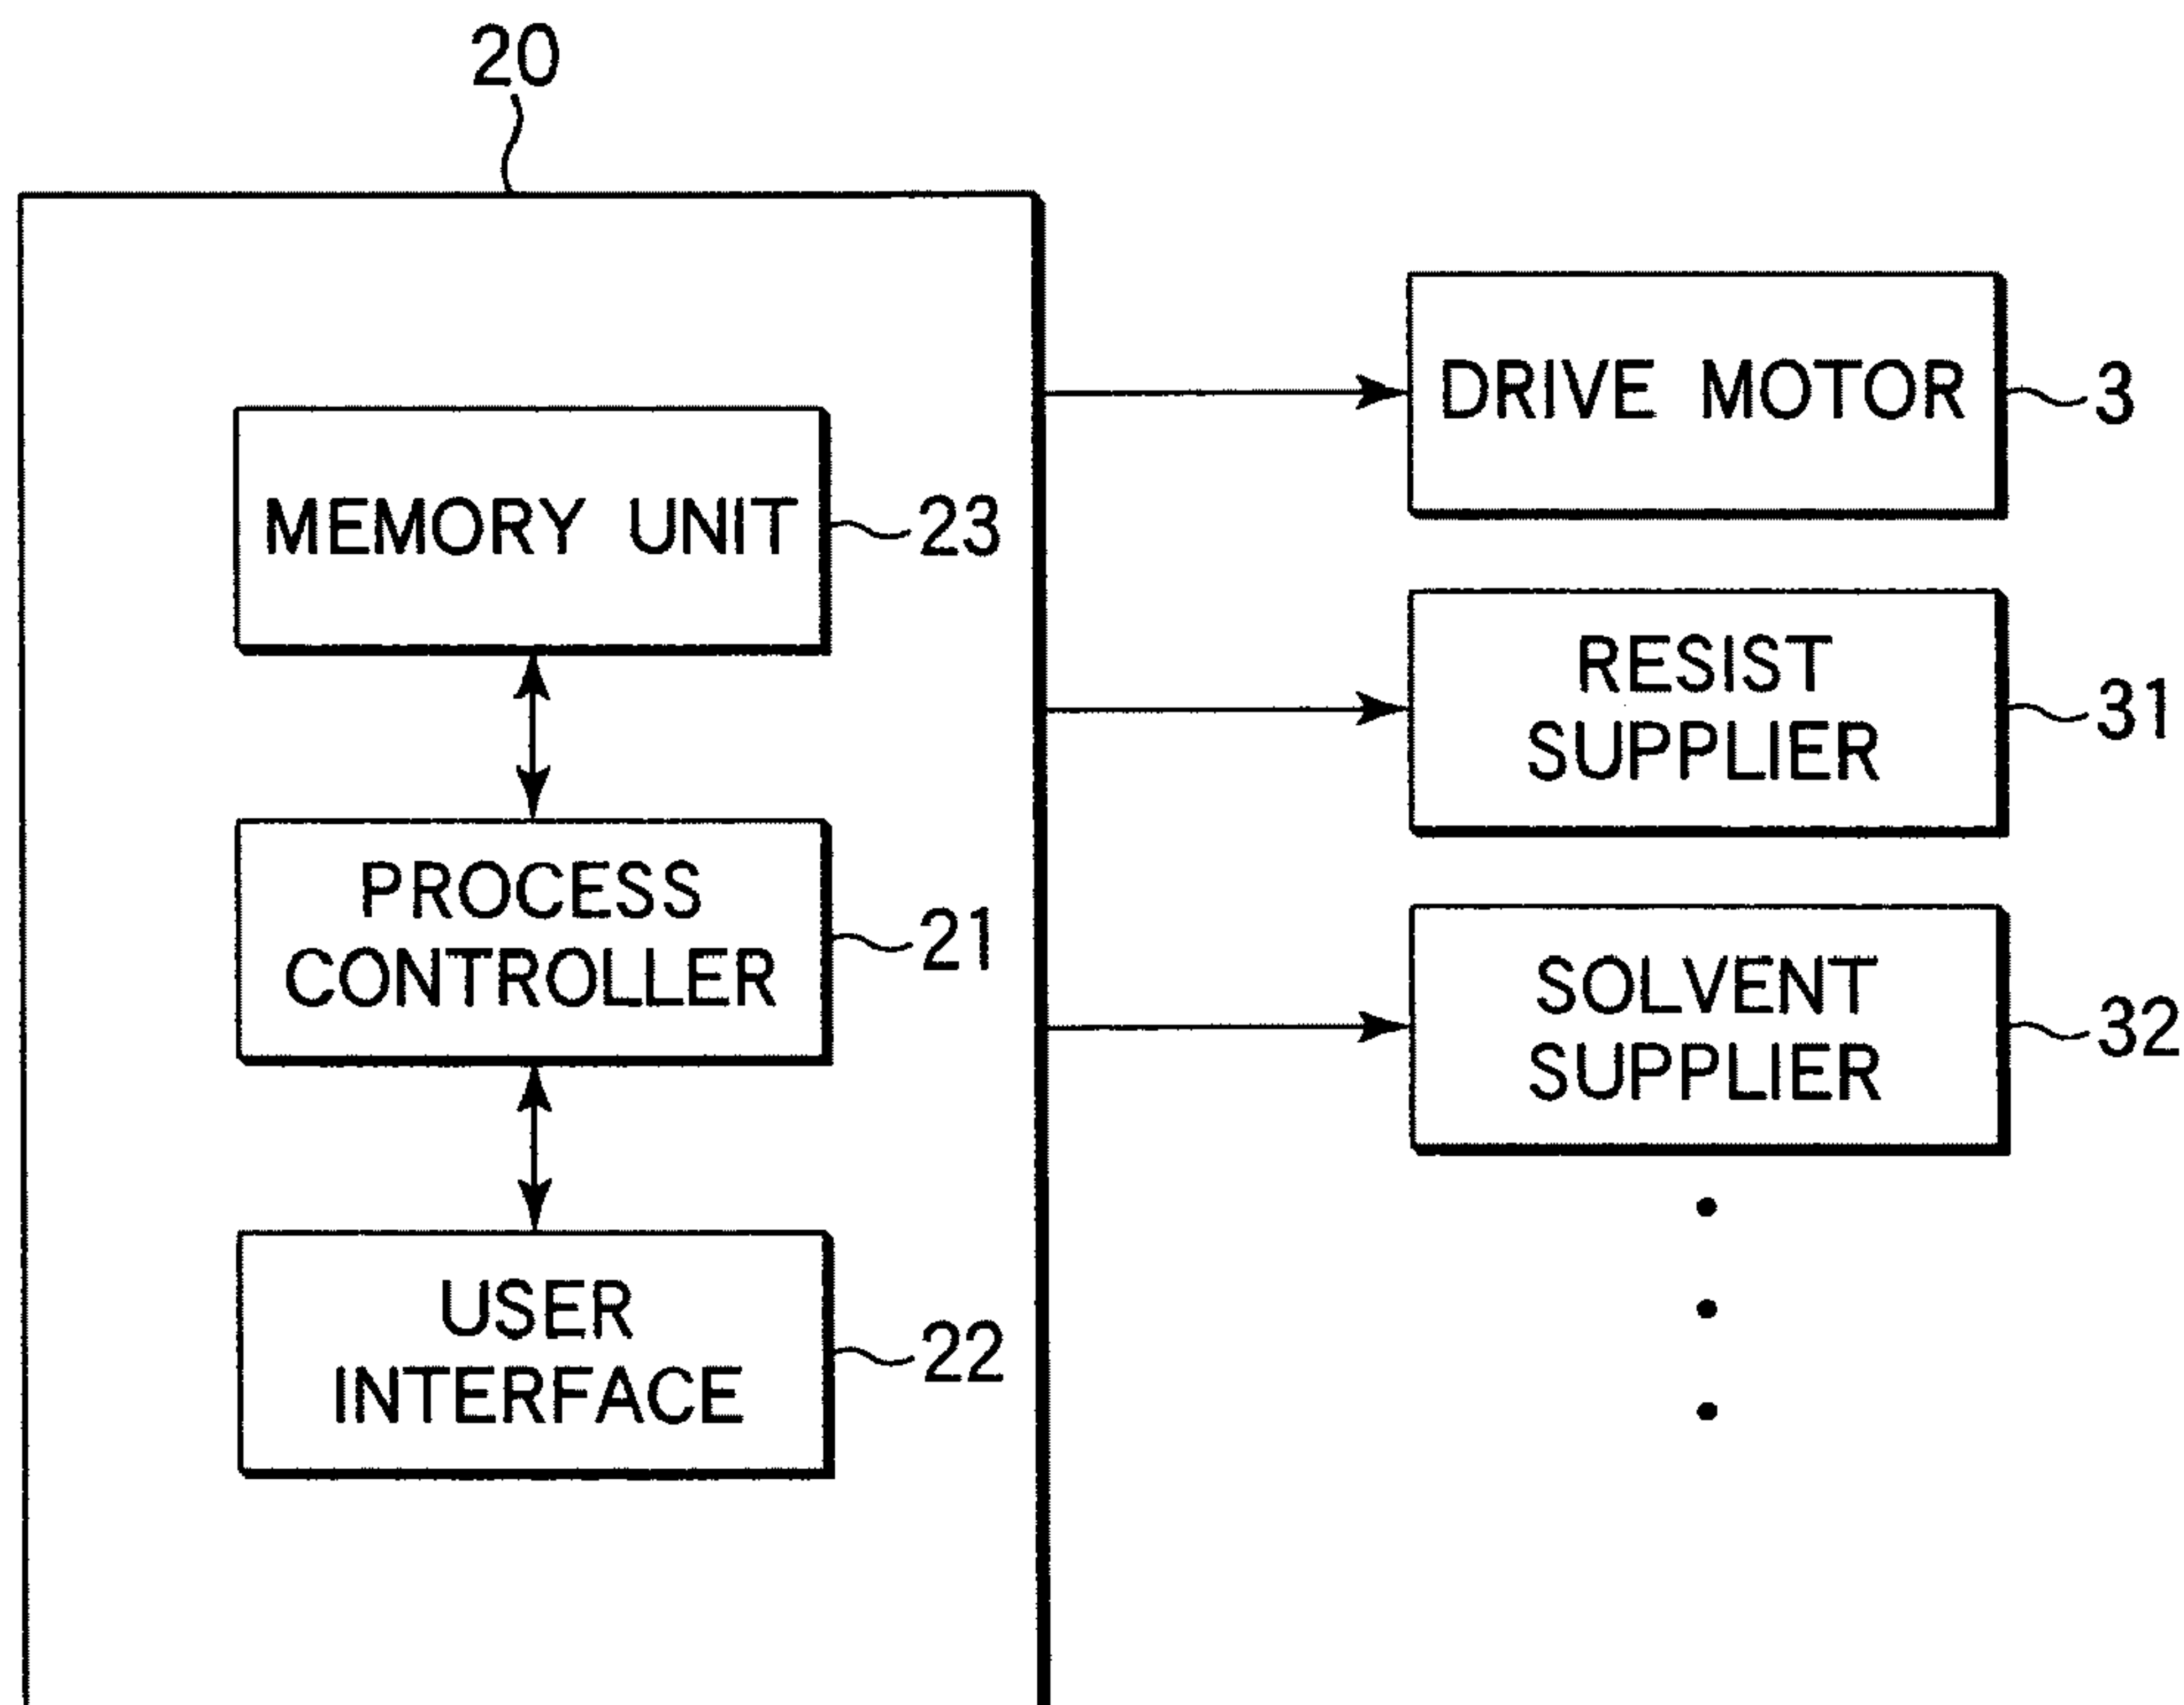 20
MEMORY UNIT
23
PROCESS
CONTROLLER
21
USER
INTERFACE
22
DRIVE MOTOR
3
RESIST
SUPPLIER
31
SOLVENT
SUPPLIER
32